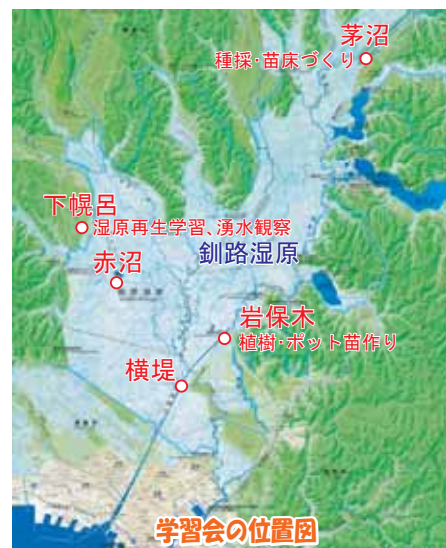 茅沼
種採・苗床づくり
下幌呂
湿原再生学習、湧水観察
釧路湿原
赤沼
岩保木
植樹・ポット苗作り
横堤
学習会の位置図